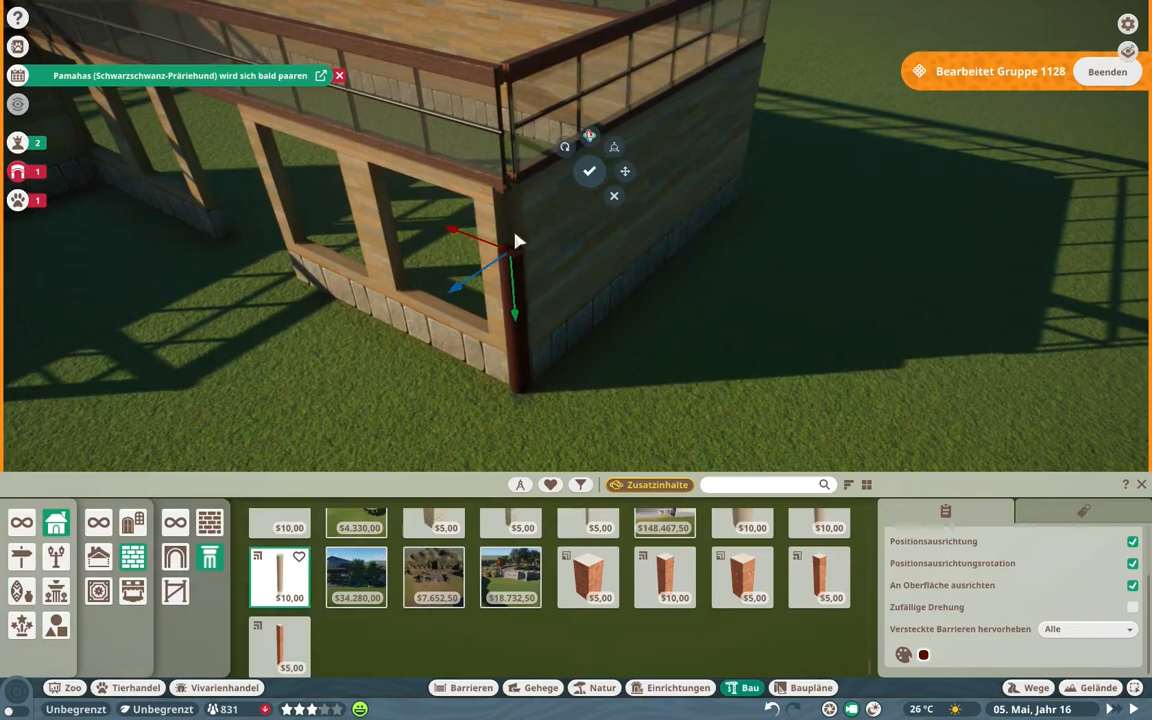 ?
Pamahas (Schwarzschwanz-Präriehund) wird sich bald paaren
Bearbeitet Gruppe 1128
Beenden
2
1
1
Zusatzinhalte
?
$10,00
$4.330,00
$5,00
$5,00
$5,00
$148.467,50
$10,00
$10,00
$10,00
$34.280,00
$7.652,50
$18.732,50
$5,00
$10,00
$5,00
$5,00
$5,00
Positionsausrichtung
Positionsausrichtungsrotation
An Oberfläche ausrichten
Zufällige Drehung
Versteckte Barrieren hervorheben
Alle
Zoo
Tierhandel
Vivarienhandel
Barrieren
Gehege
Natur
Einrichtungen
Bau
Baupläne
Wege
Gelände
Unbegrenzt
Unbegrenzt
831
26 °C
05. Mai, Jahr 16